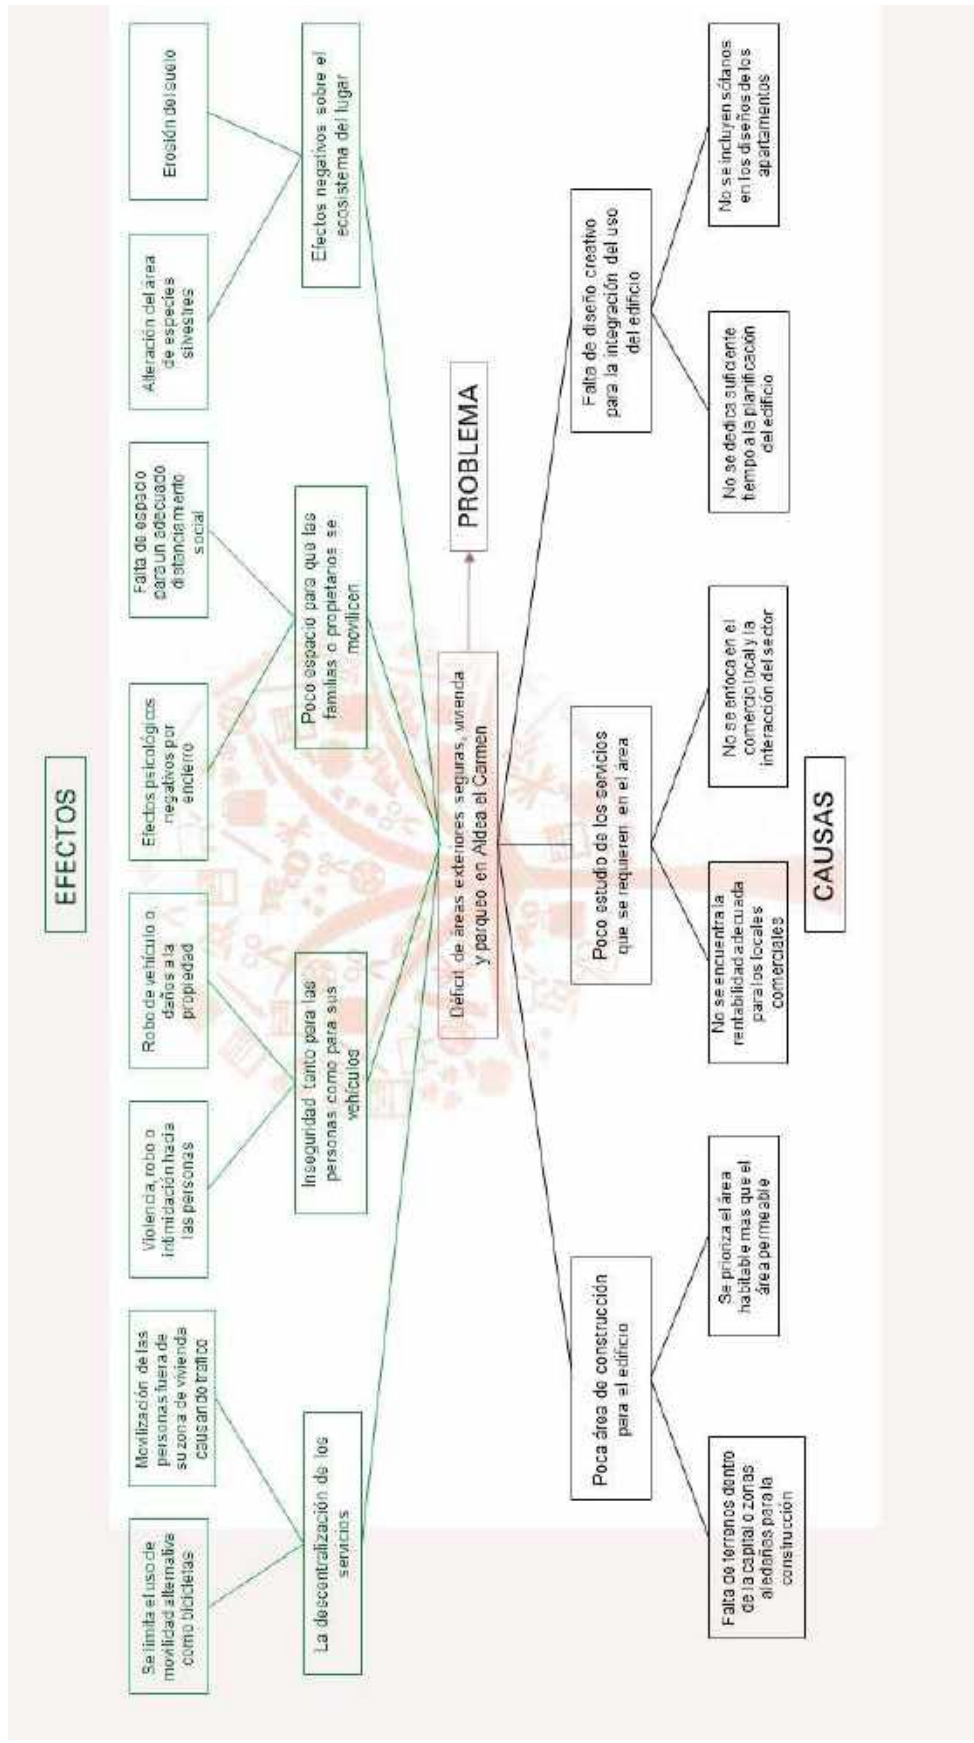 EFECTOS
Se limita el uso de
movilidad alternativa
como bicicletas
Movilización de las
personas fuera de
su zona de vivienda
causando trafico
Violencia, robo o
intimidación hacia
las personas
Robo de vehículo o
daños a la
propiedad
Efectos psicológicos
negativos por
encierro
Falta de espacio
para un adecuado
distanciamiento
social
Alteración del área
de especies
silvestres
Erosión del suelo
La descentralización de los
servicios
Inseguridad tanto para las
personas como para sus
vehículos
Poco espacio para que las
familias o propietarios se
movilicen
Efectos negativos sobre el
ecosistema del lugar
Déficit de áreas exteriores seguras, vivienda
y parqueo en Aldea el Carmen
PROBLEMA
Poca área de construcción
para el edificio
Poco estudio de los servicios
que se requieren en el área
Falta de diseño creativo
para la integración del uso
del edificio
Falta de terrenos dentro
de la capital o zonas
aledañas para la
construcción
Se prioriza el área
habitable mas que el
área permeable
No se encuentra la
rentabilidad adecuada
para los locales
comerciales
No se enfoca en el
comercio local y la
interacción del sector
No se dedica suficiente
tiempo a la planificación
del edificio
No se incluyen sótanos
en los diseños de los
apartamentos
CAUSAS